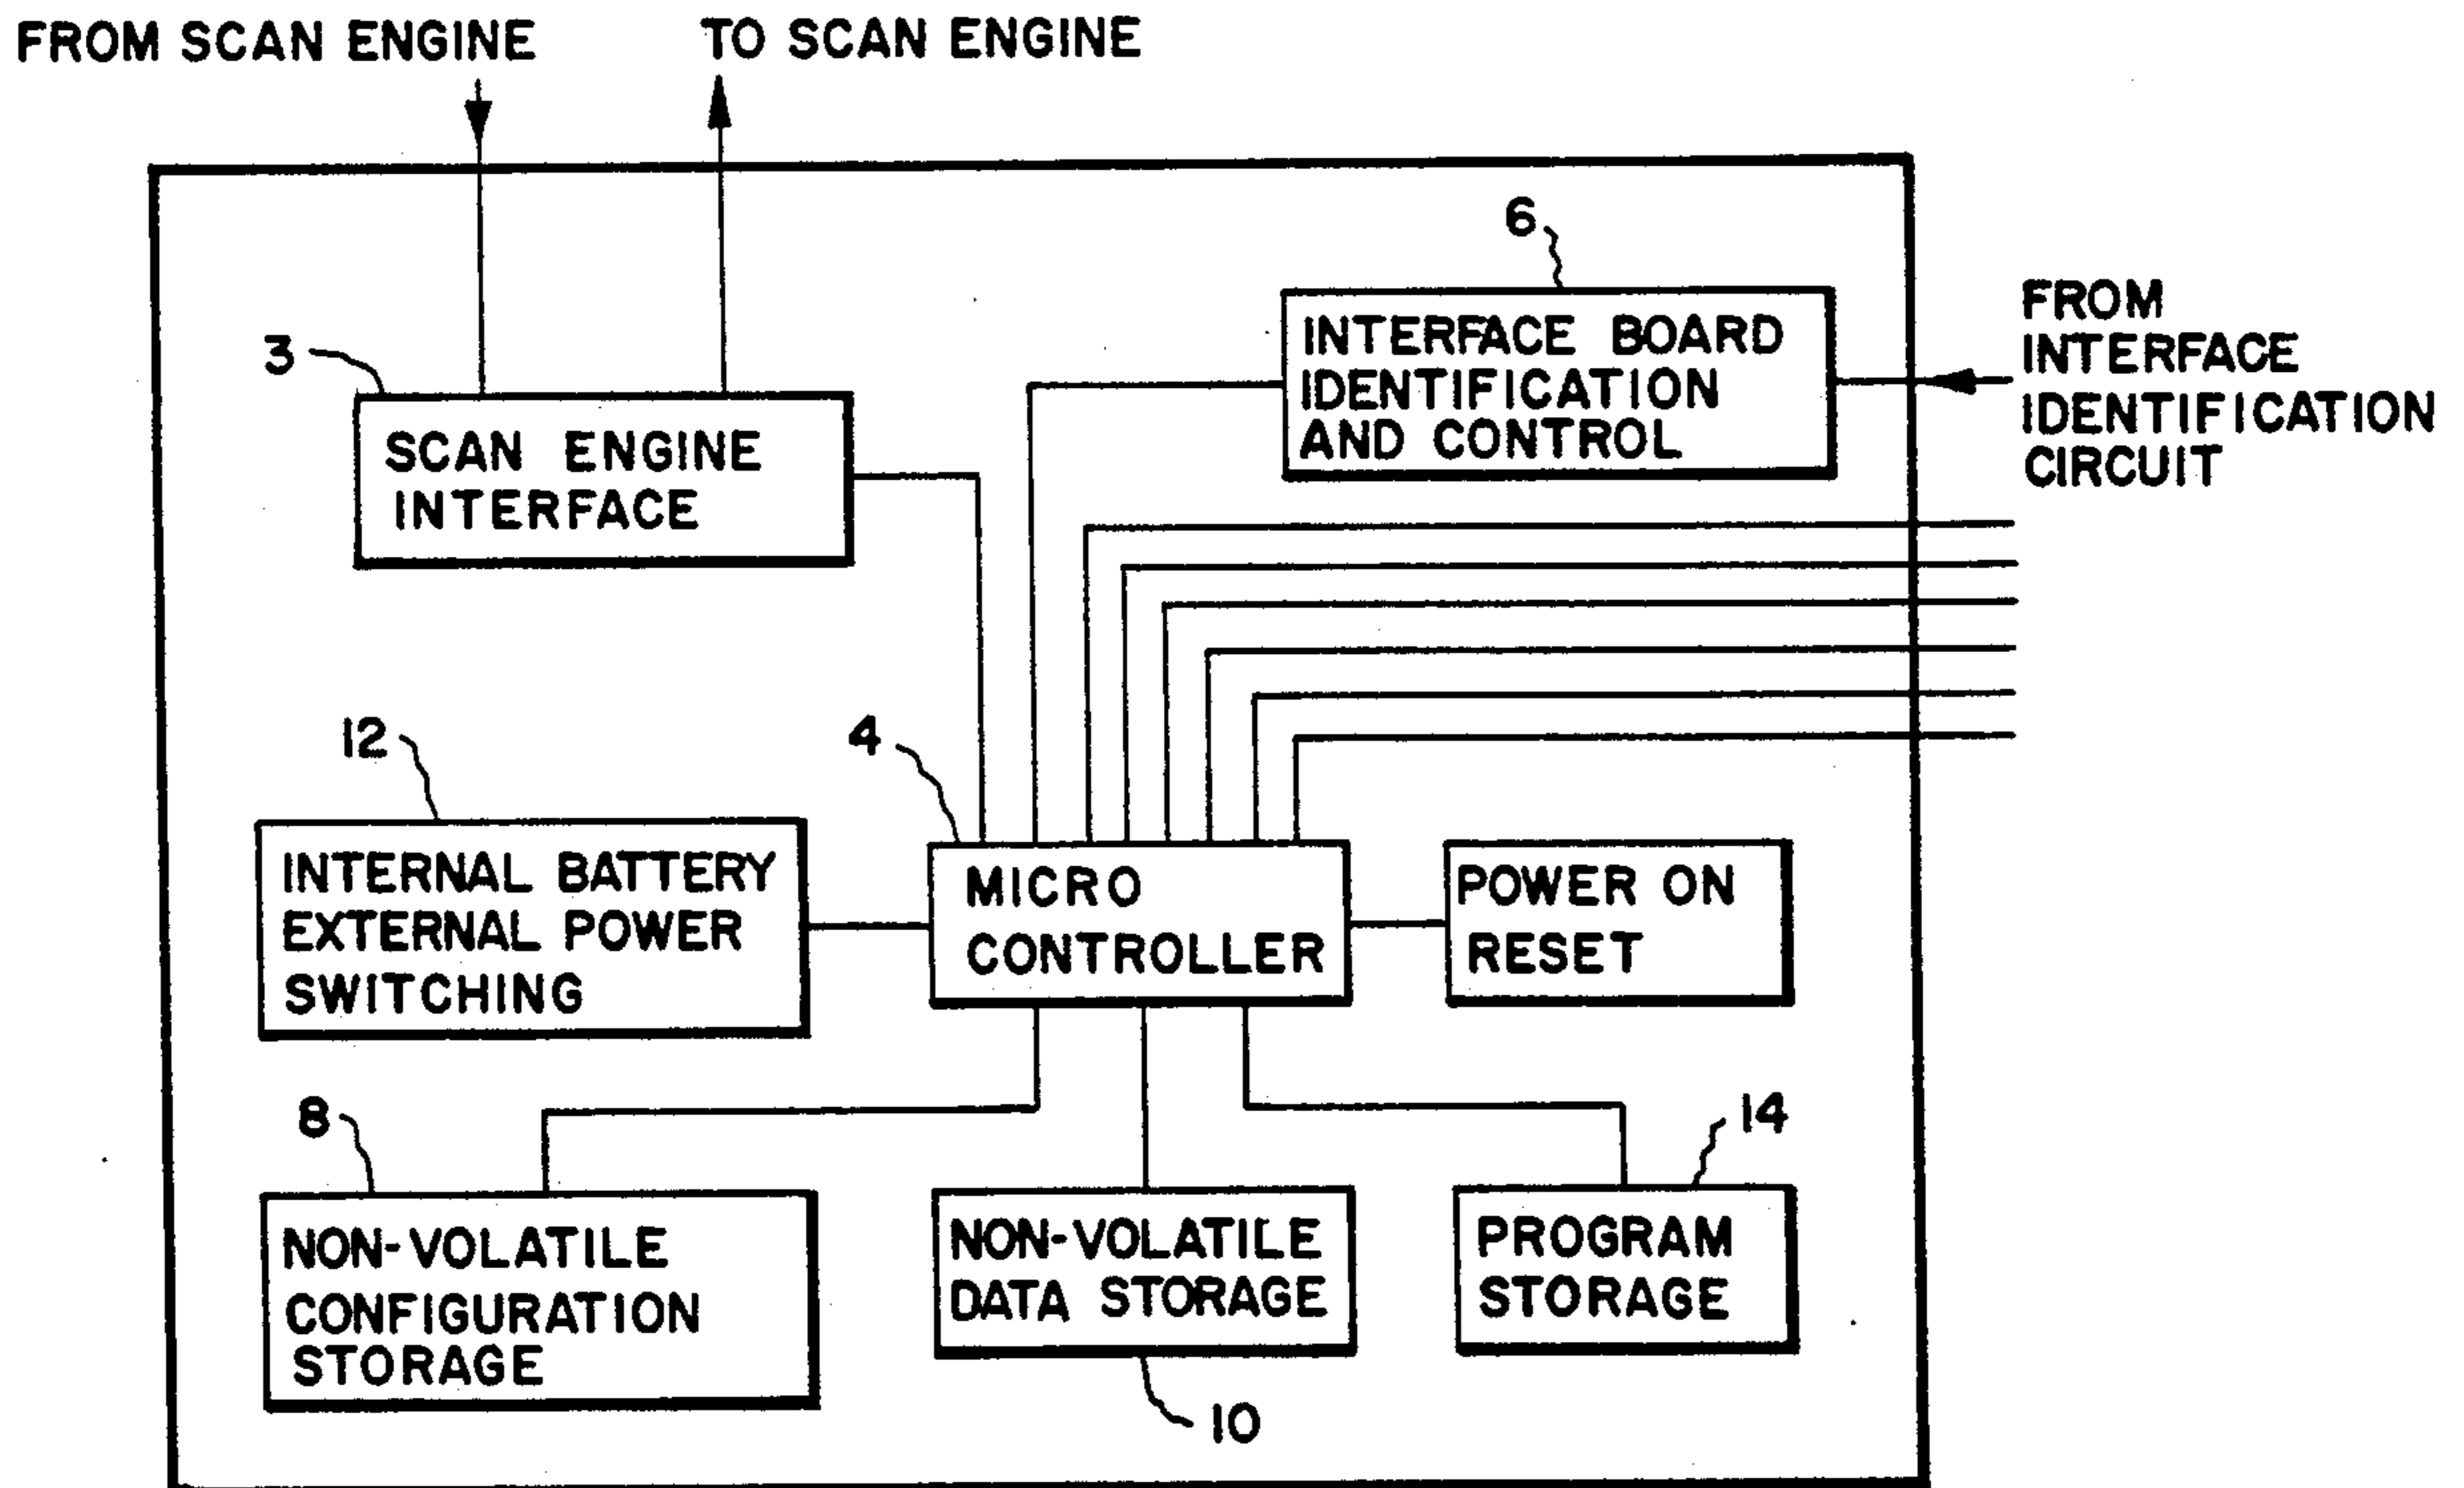 FROM SCAN ENGINE
TO SCAN ENGINE
6
FROM
INTERFACE
IDENTIFICATION
CIRCUIT
INTERFACE BOARD
IDENTIFICATION
AND CONTROL
3
SCAN ENGINE
INTERFACE
12
4
INTERNAL BATTERY
EXTERNAL POWER
SWITCHING
MICRO
CONTROLLER
POWER ON
RESET
8
14
NON-VOLATILE
CONFIGURATION
STORAGE
NON-VOLATILE
DATA STORAGE
PROGRAM
STORAGE
10